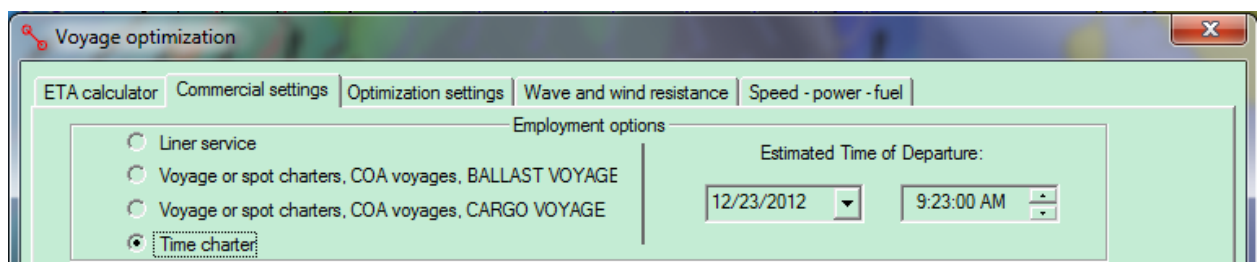 Voyage optimization
ETA calculator Commercial settings Optimization settings Wave and wind resistance Speed - power - fuel
Employment options
Liner service
Voyage or spot charters, COA voyages, BALLAST VOYAGE
Voyage or spot charters, COA voyages, CARGO VOYAGE
Time charter
Estimated Time of Departure:
12/23/2012 9:23:00 AM